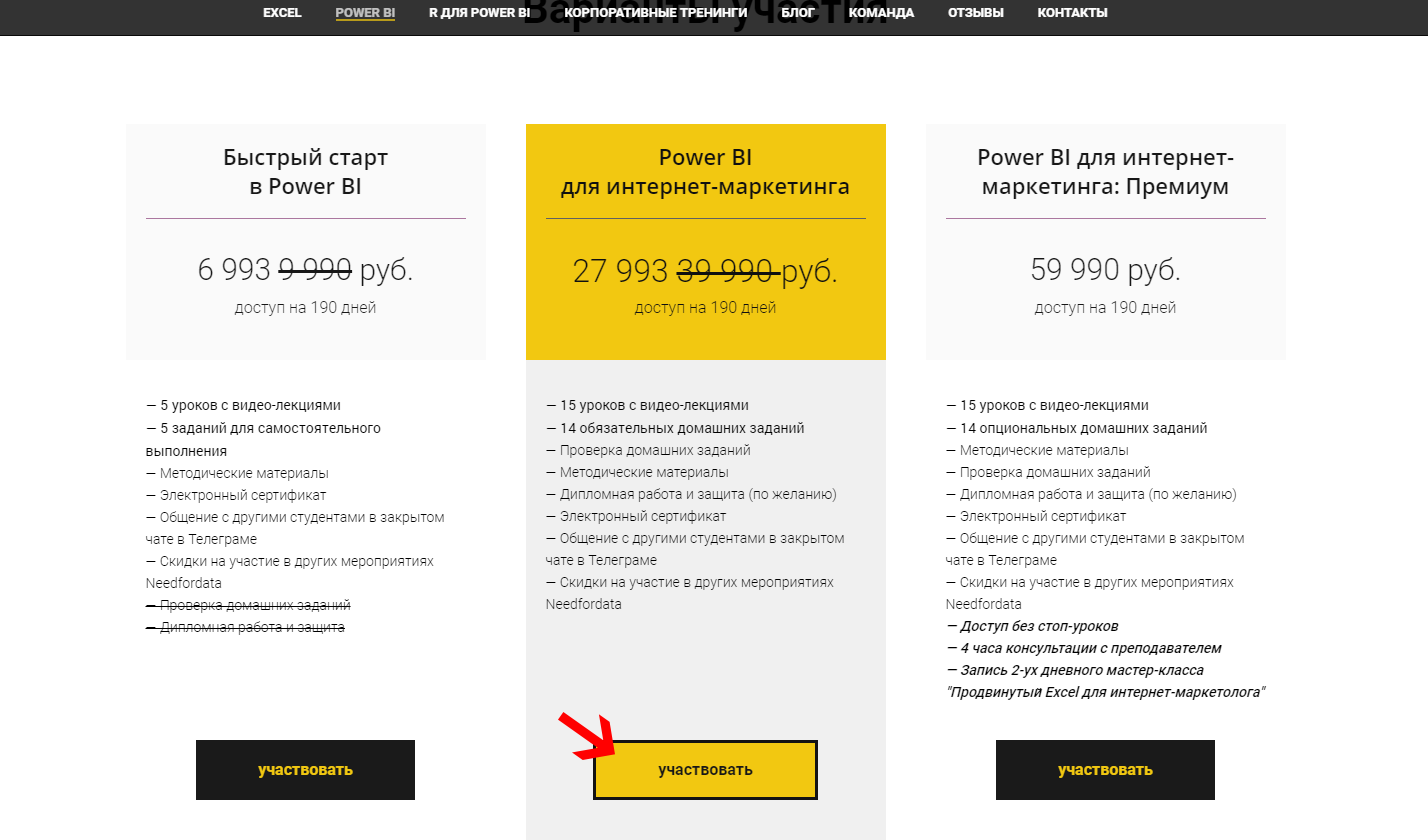 Варианты участия
EXCEL POWER BI R ДЛЯ POWER BI КОРПОРАТИВНЫЕ ТРЕНИНГИ БЛОГ КОМАНДА ОТЗЫВЫ КОНТАКТЫ
Быстрый старт
в Power BI
6 993 9 990 руб.
доступ на 190 дней
— 5 уроков с видео-лекциями
— 5 заданий для самостоятельного
выполнения
— Методические материалы
— Электронный сертификат
— Общение с другими студентами в закрытом
чате в Телеграме
— Скидки на участие в других мероприятиях
Needfordata
— Проверка домашних заданий
— Дипломная работа и защита
участвовать
Power BI
для интернет-маркетинга
27 993 39 990 руб.
доступ на 190 дней
— 15 уроков с видео-лекциями
— 14 обязательных домашних заданий
— Проверка домашних заданий
— Методические материалы
— Дипломная работа и защита (по желанию)
— Электронный сертификат
— Общение с другими студентами в закрытом
чате в Телеграме
— Скидки на участие в других мероприятиях
Needfordata
участвовать
Power BI для интернет-
маркетинга: Премиум
59 990 руб.
доступ на 190 дней
— 15 уроков с видео-лекциями
— 14 опциональных домашних заданий
— Методические материалы
— Проверка домашних заданий
— Дипломная работа и защита (по желанию)
— Электронный сертификат
— Общение с другими студентами в закрытом
чате в Телеграме
— Скидки на участие в других мероприятиях
Needfordata
— Доступ без стоп-уроков
— 4 часа консультации с преподавателем
— Запись 2-ух дневного мастер-класса
"Продвинутый Excel для интернет-маркетолога"
участвовать